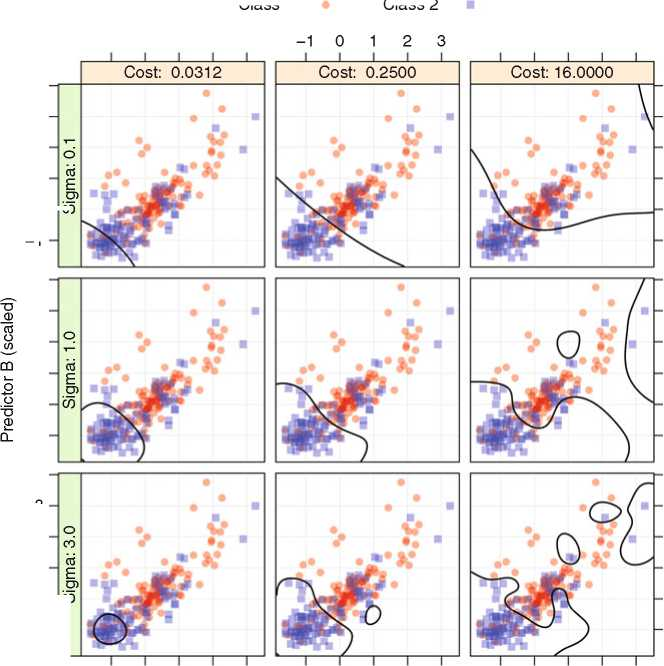 Class
Class 2
−1 0 1 2 3
Cost: 0.0312
Cost: 0.2500
Cost: 16.0000
Sigma: 0.1
Sigma: 1.0
Sigma: 3.0
Predictor B (scaled)